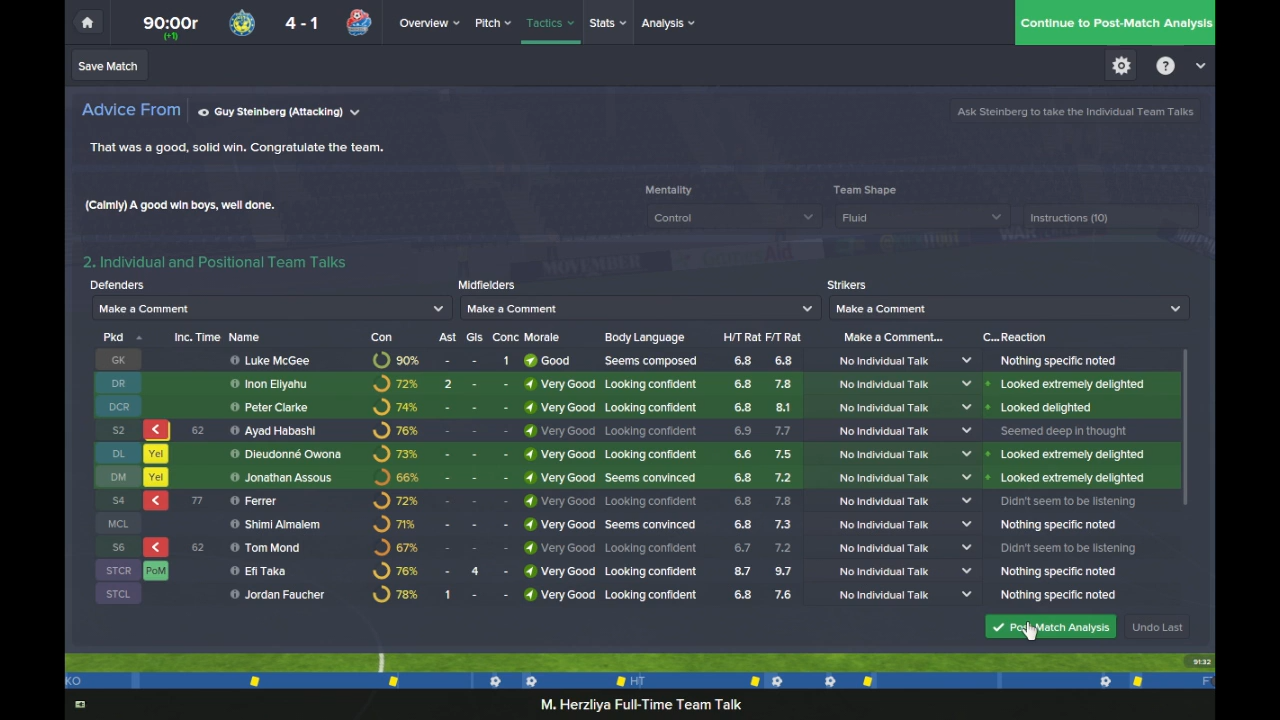 90:00r 4 - 1 Overview Pitch Tactics Stats Analysis Continue to Post-Match Analysis
(+1)
Save Match ?
Advice From Guy Steinberg (Attacking) Ask Steinberg to take the Individual Team Talks
That was a good, solid win. Congratulate the team.
Mentality Team Shape
(Calmly) A good win boys, well done.
Control Fluid Instructions (10)
MOVEMBER
2. Individual and Positional Team Talks
Defenders Midfielders Strikers
Make a Comment Make a Comment Make a Comment
Pkd Inc. Time Name Con Ast Gls Conc Morale Body Language H/T Rat F/T Rat Make a Comment... C... Reaction
GK Luke McGee 90% - - 1 Good Seems composed 6.8 6.8 No Individual Talk Nothing specific noted
DR Inon Eliyahu 72% 2 - - Very Good Looking confident 6.8 7.8 No Individual Talk Looked extremely delighted
DCR Peter Clarke 74% - - - Very Good Looking confident 6.8 8.1 No Individual Talk Looked delighted
S2 62 Ayad Habashi 76% - - - Very Good Looking confident 6.9 7.7 No Individual Talk Seemed deep in thought
DL Yel Dieudonné Owona 73% - - - Very Good Looking confident 6.6 7.5 No Individual Talk Looked extremely delighted
DM Yel Jonathan Assous 66% - - - Very Good Seems convinced 6.8 7.2 No Individual Talk Looked extremely delighted
S4 77 Ferrer 72% - - - Very Good Looking confident 6.8 7.8 No Individual Talk Didn't seem to be listening
MCL Shimi Almalem 71% - - - Very Good Seems convinced 6.8 7.3 No Individual Talk Nothing specific noted
S6 62 Tom Mond 67% - - - Very Good Looking confident 6.7 7.2 No Individual Talk Didn't seem to be listening
STCR PoM Efi Taka 76% - 4 - Very Good Looking confident 8.7 9.7 No Individual Talk Nothing specific noted
STCL Jordan Faucher 78% 1 - - Very Good Looking confident 6.8 7.6 No Individual Talk Nothing specific noted
Post-Match Analysis Undo Last
91:32
KO HT F
M. Herzliya Full-Time Team Talk